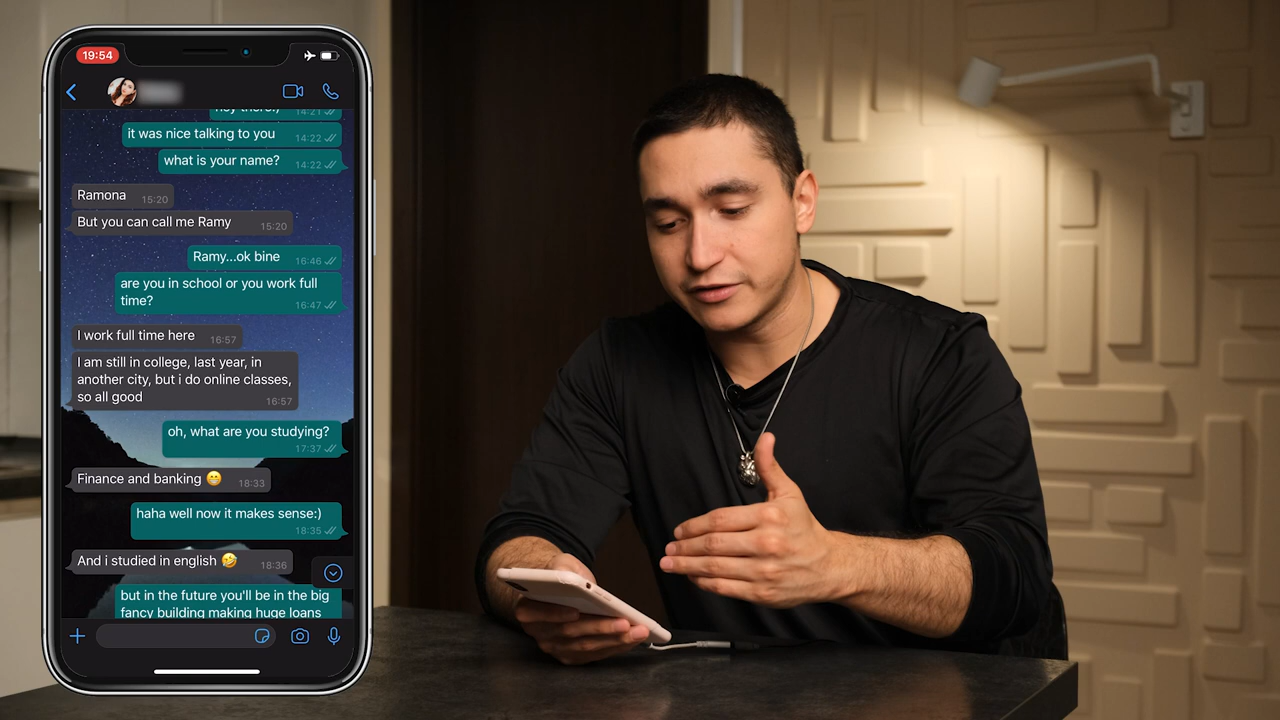 19:54
hey there:) 14:21
it was nice talking to you 14:22
what is your name? 14:22
Ramona 15:20
But you can call me Ramy 15:20
Ramy...ok bine 16:46
are you in school or you work full
time? 16:47
I work full time here 16:57
I am still in college, last year, in
another city, but i do online classes,
so all good 16:57
oh, what are you studying?
17:37
Finance and banking 😁 18:33
haha well now it makes sense:)
18:35
And i studied in english 🤣 18:36
but in the future you'll be in the big
fancy building making huge loans